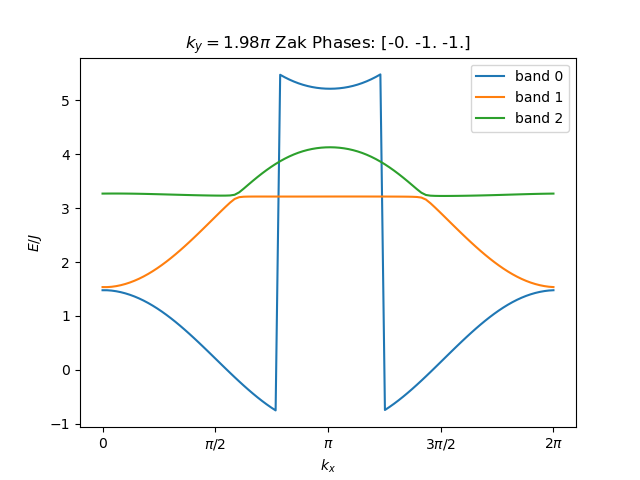 k_y = 1.98π Zak Phases: [-0. -1. -1.]
band 0
band 1
band 2
E/J
5
4
3
2
1
0
−1
0
π/2
π
3π/2
2π
k_x